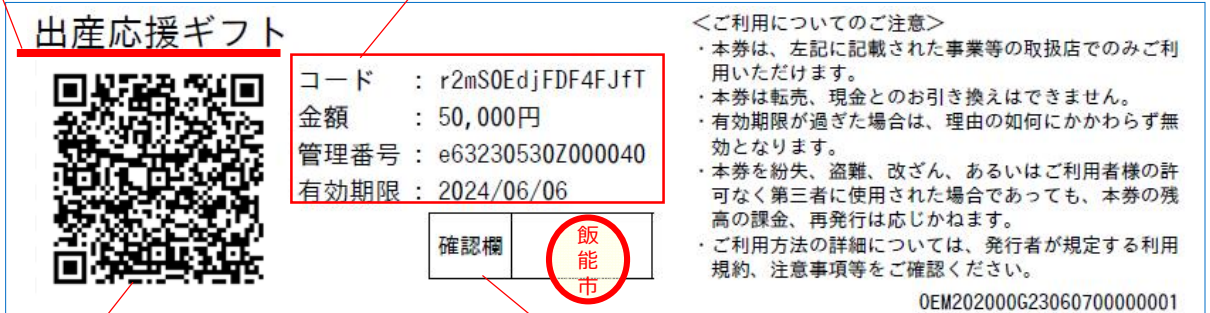 出産応援ギフト
コード : r2mS0EdjFDF4FJfT
金額 : 50,000円
管理番号 : e63230530Z000040
有効期限 : 2024/06/06
確認欄
飯能市
<ご利用についてのご注意>
・本券は、左記に記載された事業等の取扱店でのみご利
用いただけます。
・本券は転売、現金とのお引き換えはできません。
・有効期限が過ぎた場合は、理由の如何にかかわらず無
効となります。
・本券を紛失、盗難、改ざん、あるいはご利用者様の許
可なく第三者に使用された場合であっても、本券の残
高の課金、再発行は応じかねます。
・ご利用方法の詳細については、発行者が規定する利用
規約、注意事項等をご確認ください。
OEM202000G23060700000001